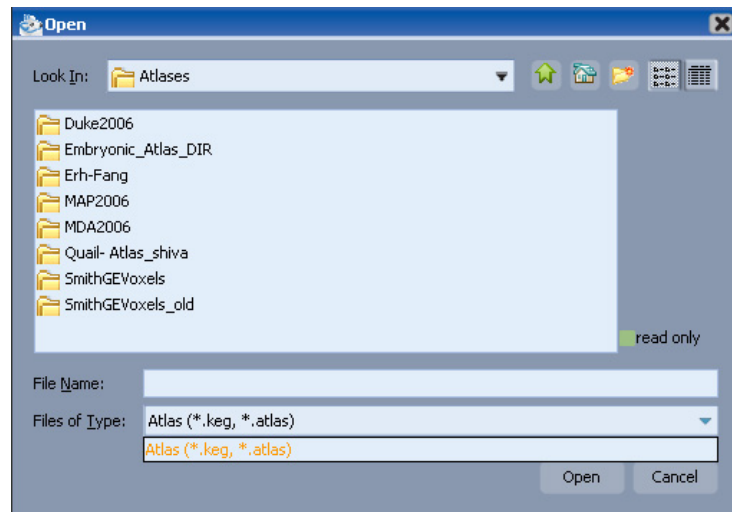 Open
Look In: Atlases
Duke2006
Embryonic_Atlas_DIR
Erh-Fang
MAP2006
MDA2006
Quail- Atlas_shiva
SmithGEVoxels
SmithGEVoxels_old
read only
File Name:
Files of Type: Atlas (*.keg, *.atlas)
Atlas (*.keg, *.atlas)
Open Cancel